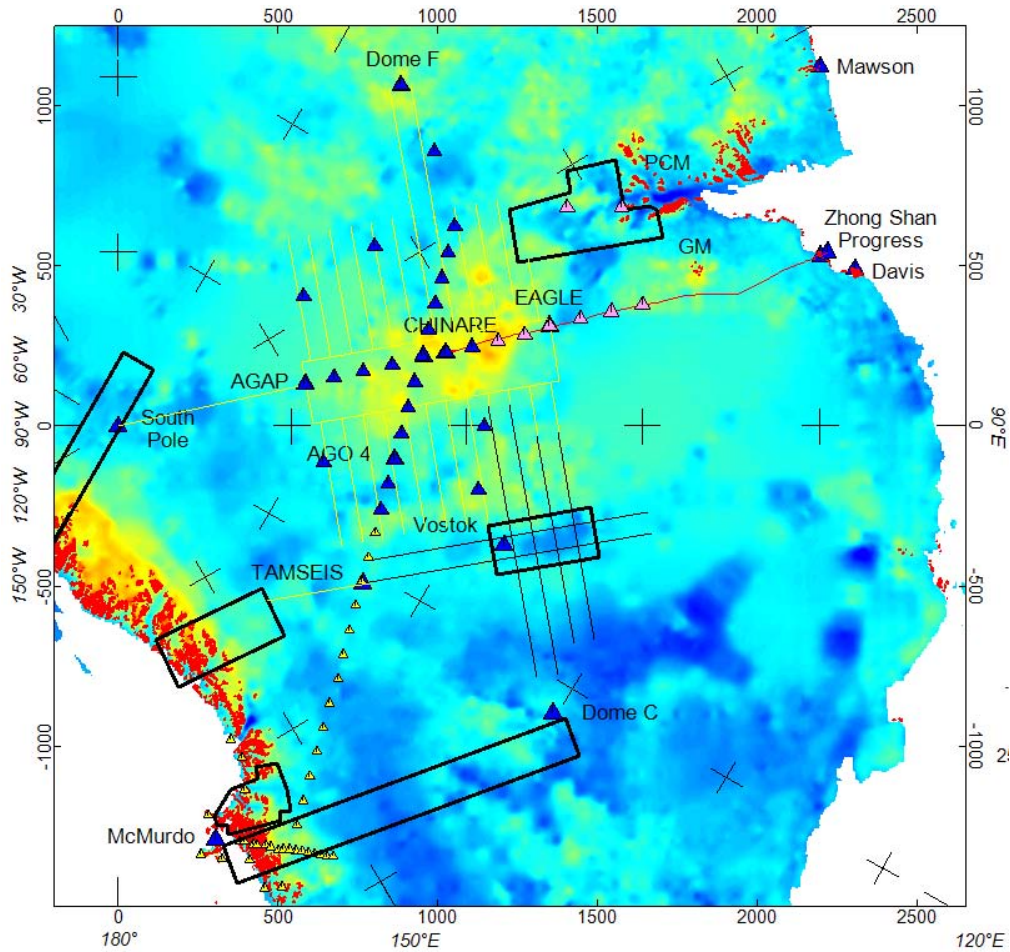 0 500 1000 1500 2000 2500
Dome F
Mawson
1000 1000
PCM
Zhong Shan
Progress
GM
Davis
500 500
30°W
EAGLE
CHINARE
60°W
AGAP
South
Pole
90°W 0 0 90°E
AGO 4
120°W
Vostok
TAMSEIS
150°W -500 -500
Dome C
-1000 -1000 25
McMurdo
0 500 1000 1500 2000 2500
180° 150°E 120°E